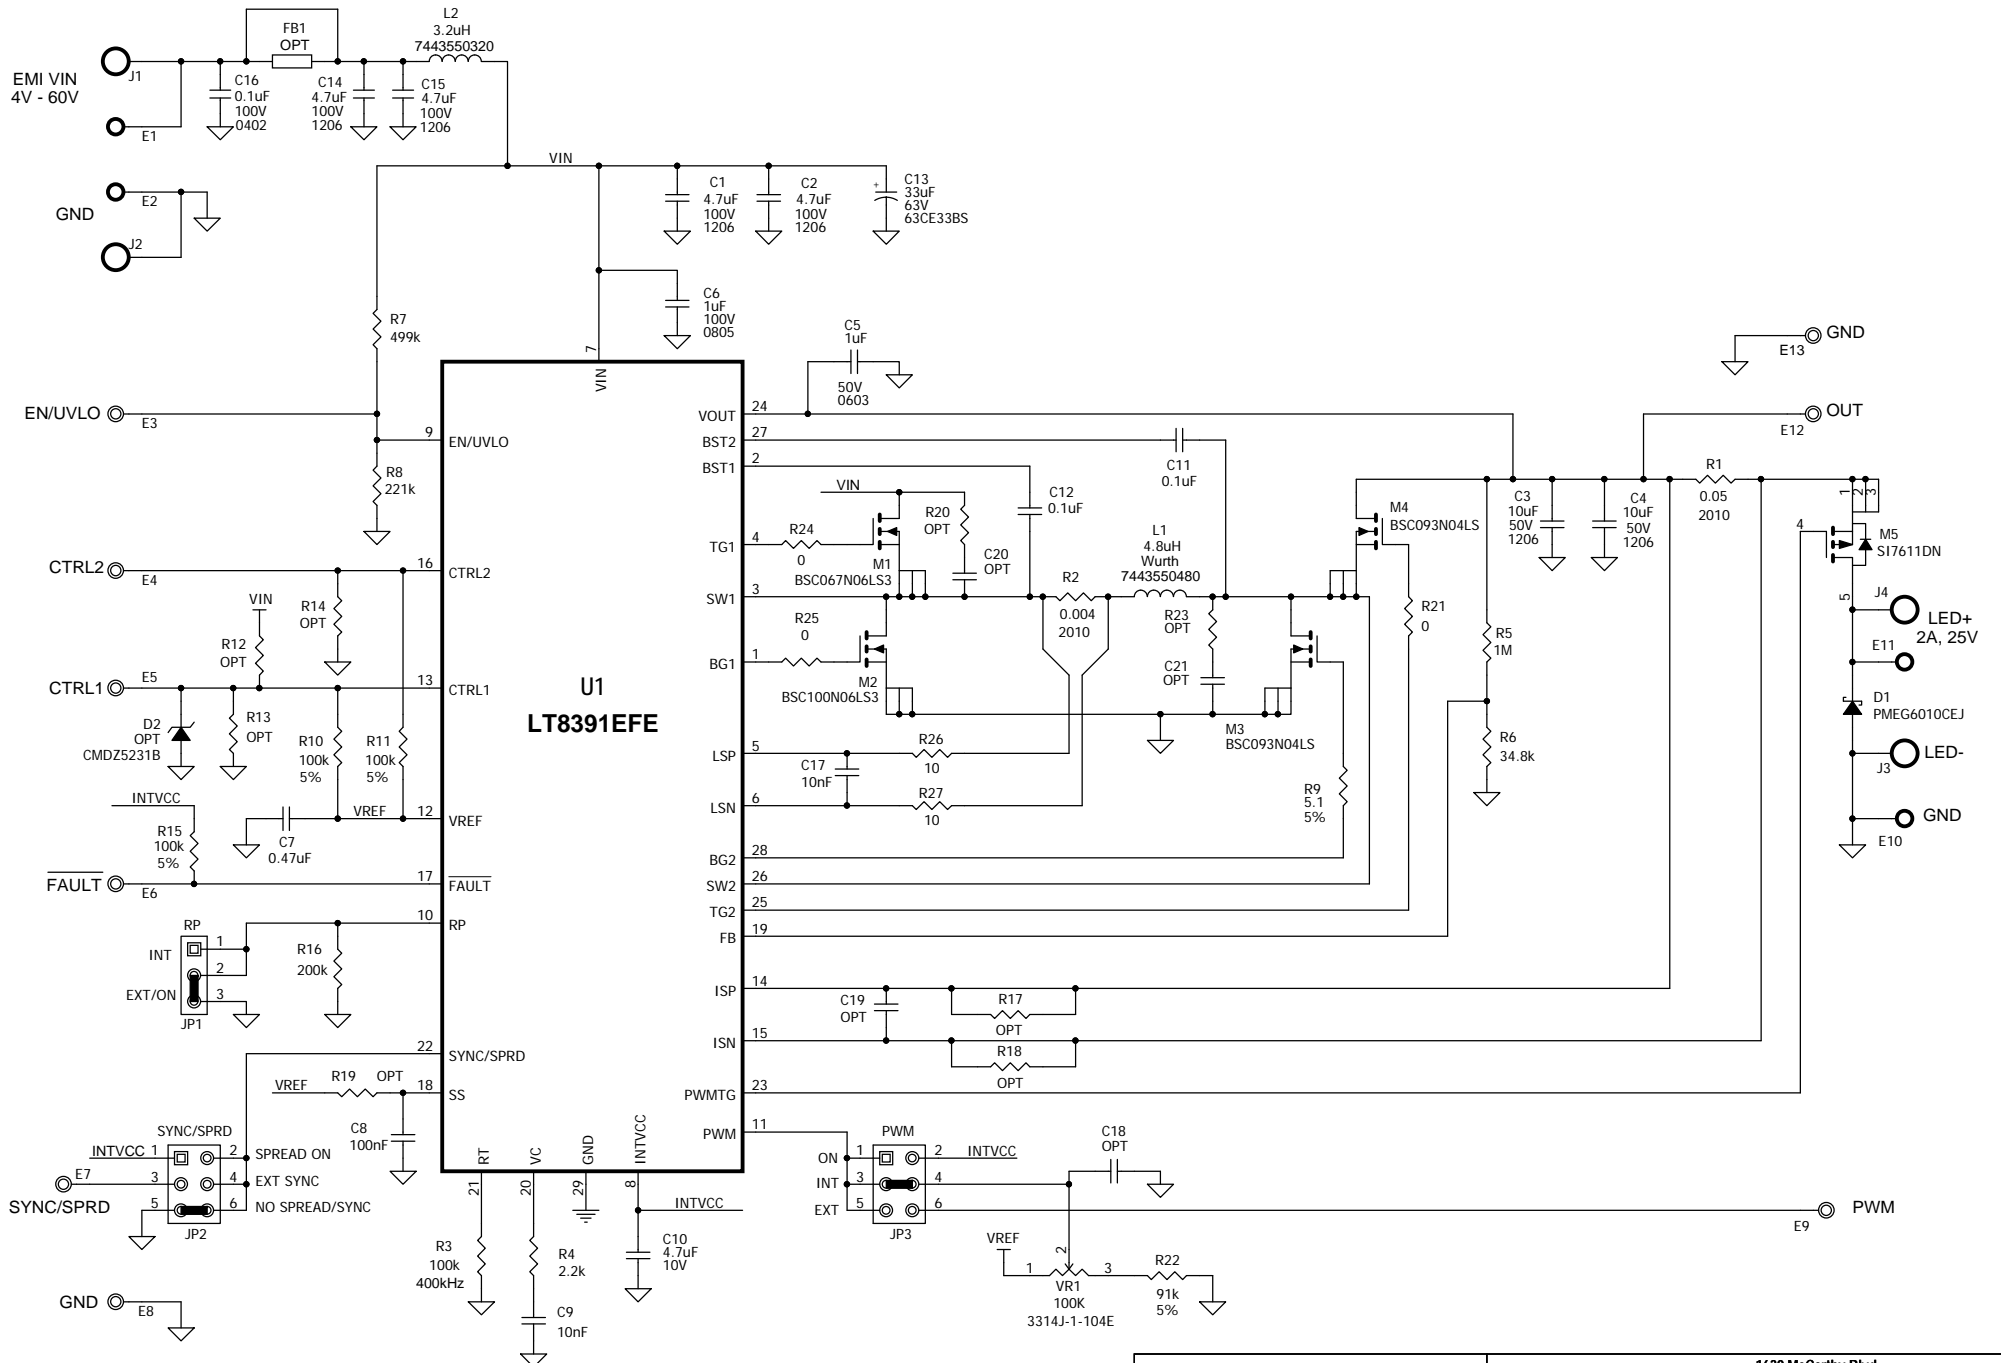 EMI VIN
4V - 60V
J1
E1
FB1
OPT
C16
0.1uF
100V
0402
C14
4.7uF
100V
1206
C15
4.7uF
100V
1206
L2
3.2uH
7443550320
GND
E2
J2
VIN
C1
4.7uF
100V
1206
C2
4.7uF
100V
1206
+
C13
33uF
63V
63CE33BS
C6
1uF
100V
0805
R7
499k
7
VIN
C5
1uF
50V
0603
E13
GND
EN/UVLO
E3
9
EN/UVLO
R8
221k
VOUT
24
BST2
27
BST1
2
C11
0.1uF
C12
0.1uF
OUT
E12
CTRL2
E4
16
CTRL2
R14
OPT
VIN
R12
OPT
CTRL1
E5
13
CTRL1
D2
OPT
CMDZ5231B
R13
OPT
R10
100k
5%
R11
100k
5%
U1
LT8391EFE
VIN
TG1
4
R24
0
M1
BSC067N06LS3
R20
OPT
C20
OPT
SW1
3
R2
0.004
2010
L1
4.8uH
Wurth
7443550480
BG1
1
R25
0
M2
BSC100N06LS3
R23
OPT
C21
OPT
M3
BSC093N04LS
M4
BSC093N04LS
R21
0
R5
1M
R6
34.8k
C3
10uF
50V
1206
C4
10uF
50V
1206
R1
0.05
2010
1
2
3
4
M5
SI7611DN
5
J4
LED+
2A, 25V
E11
D1
PMEG6010CEJ
J3
LED-
GND
E10
INTVCC
R15
100k
5%
C7
0.47uF
VREF
12
VREF
FAULT
E6
17
FAULT
LSP
5
C17
10nF
R26
10
LSN
6
R27
10
R9
5.1
5%
BG2
28
SW2
26
TG2
25
FB
19
RP
INT
1
2
EXT/ON
3
JP1
R16
200k
10
RP
ISP
14
C19
OPT
R17
OPT
ISN
15
R18
OPT
22
SYNC/SPRD
VREF
R19
OPT
18
SS
C8
100nF
PWMTG
23
PWM
11
SYNC/SPRD
INTVCC
1
2
SPREAD ON
E7
3
4
EXT SYNC
SYNC/SPRD
5
6
NO SPREAD/SYNC
JP2
RT
21
VC
20
GND
29
INTVCC
8
INTVCC
R3
100k
400kHz
R4
2.2k
C9
10nF
C10
4.7uF
10V
GND
E8
PWM
ON
1
2
INTVCC
INT
3
4
EXT
5
6
JP3
C18
OPT
E9
PWM
VREF
1
2
3
VR1
100K
3314J-1-104E
R22
91k
5%